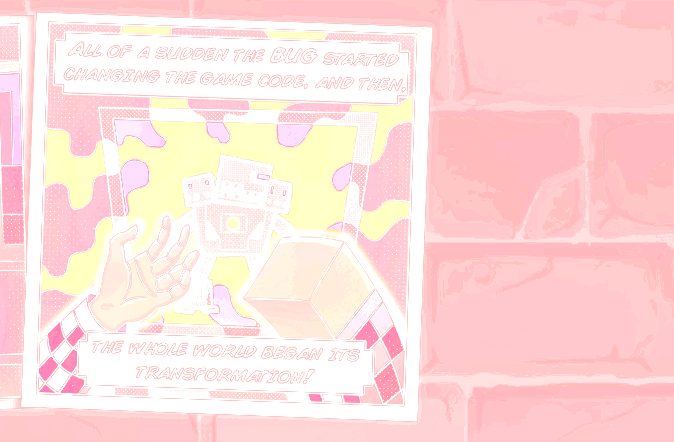 ALL OF A SUDDEN THE BUG STARTED
CHANGING THE GAME CODE, AND THEN,
THE WHOLE WORLD BEGAN ITS
TRANSFORMATION!